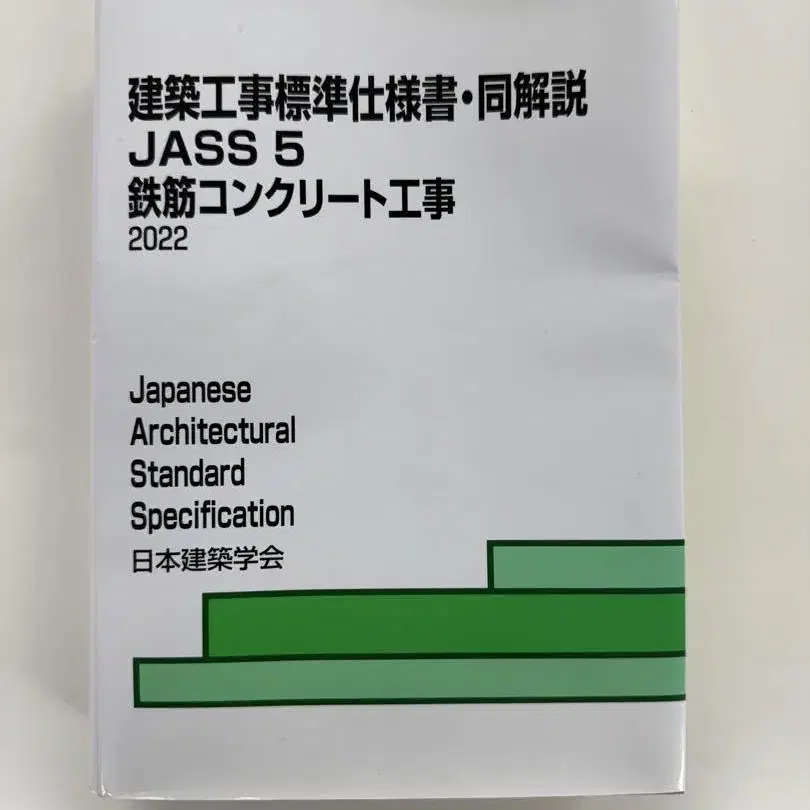 建築工事標準仕様書・同解説
JASS 5
鉄筋コンクリート工事
2022
Japanese
Architectural
Standard
Specification
日本建築学会